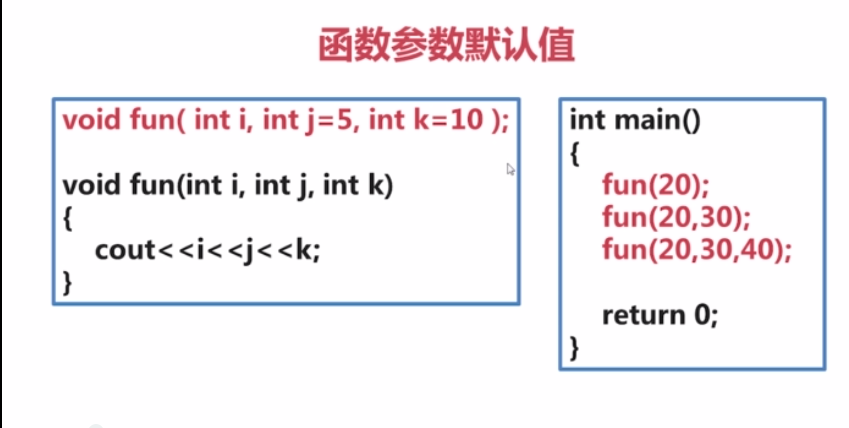 函数参数默认值
void fun( int i, int j=5, int k=10 );
void fun(int i, int j, int k)
{
cout<<i<<j<<k;
}
int main()
{
fun(20);
fun(20,30);
fun(20,30,40);
return 0;
}